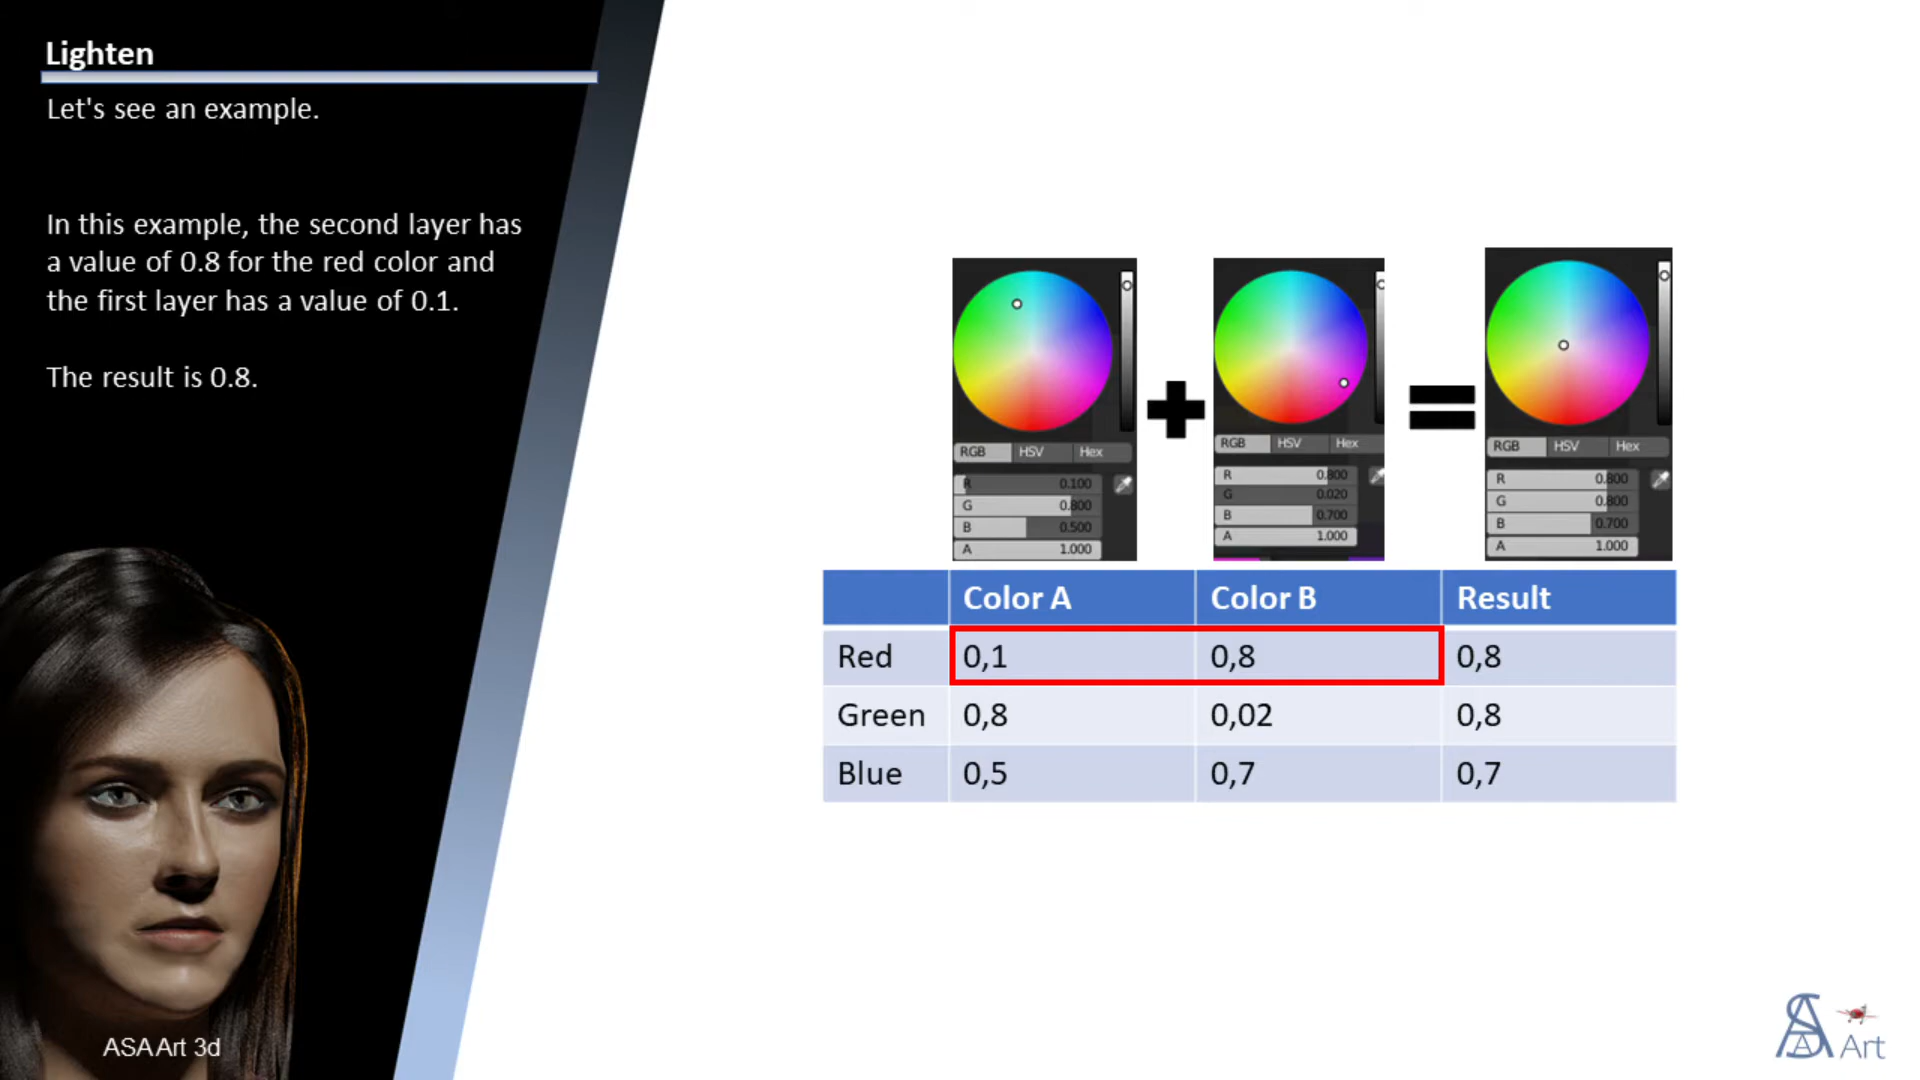 Lighten
Let's see an example.
In this example, the second layer has
a value of 0.8 for the red color and
the first layer has a value of 0.1.
The result is 0.8.
RGB HSV Hex
R 0.100
G 0.800
B 0.500
A 1.000
RGB HSV Hex
R 0.800
G 0.020
B 0.700
A 1.000
RGB HSV Hex
R 0.800
G 0.800
B 0.700
A 1.000
Color A Color B Result
Red 0,1 0,8 0,8
Green 0,8 0,02 0,8
Blue 0,5 0,7 0,7
ASA Art 3d
ASA Art